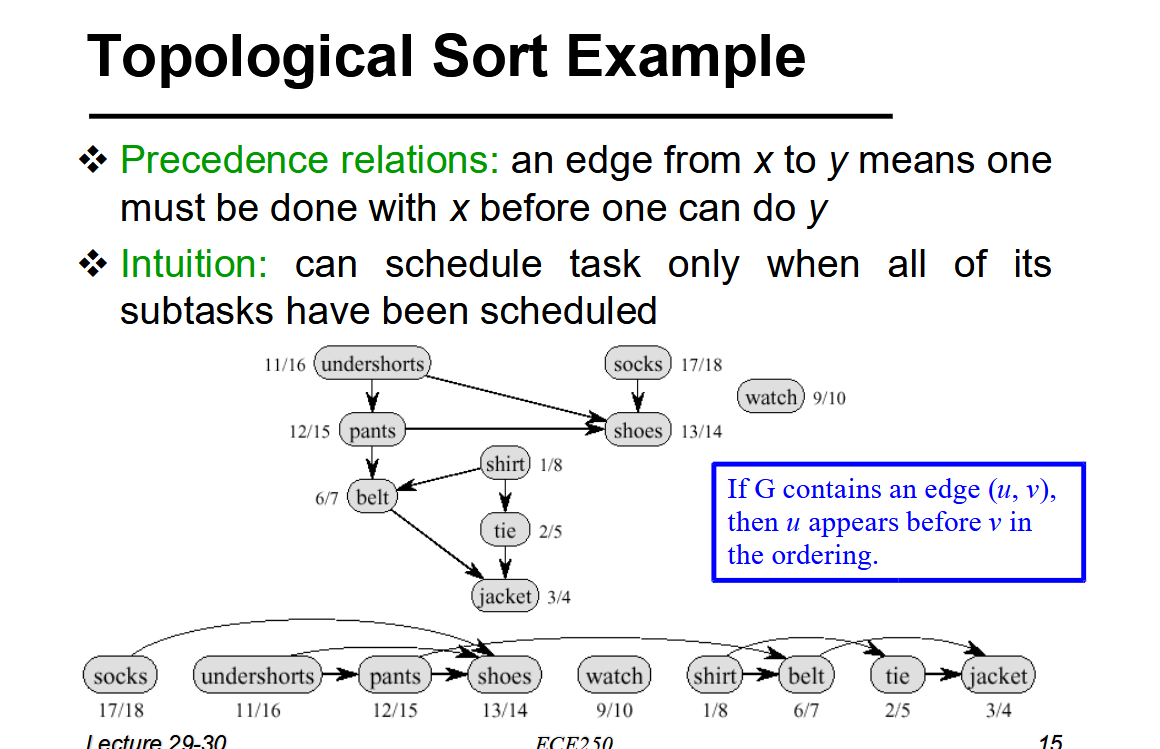 Topological Sort Example
❖ Precedence relations: an edge from x to y means one
must be done with x before one can do y
❖ Intuition: can schedule task only when all of its
subtasks have been scheduled
11/16 undershorts socks 17/18
watch 9/10
12/15 pants shoes 13/14
shirt 1/8
6/7 belt
tie 2/5
jacket 3/4
If G contains an edge (u, v),
then u appears before v in
the ordering.
socks undershorts pants shoes watch shirt belt tie jacket
17/18 11/16 12/15 13/14 9/10 1/8 6/7 2/5 3/4
Lecture 29-30 ECE250 15